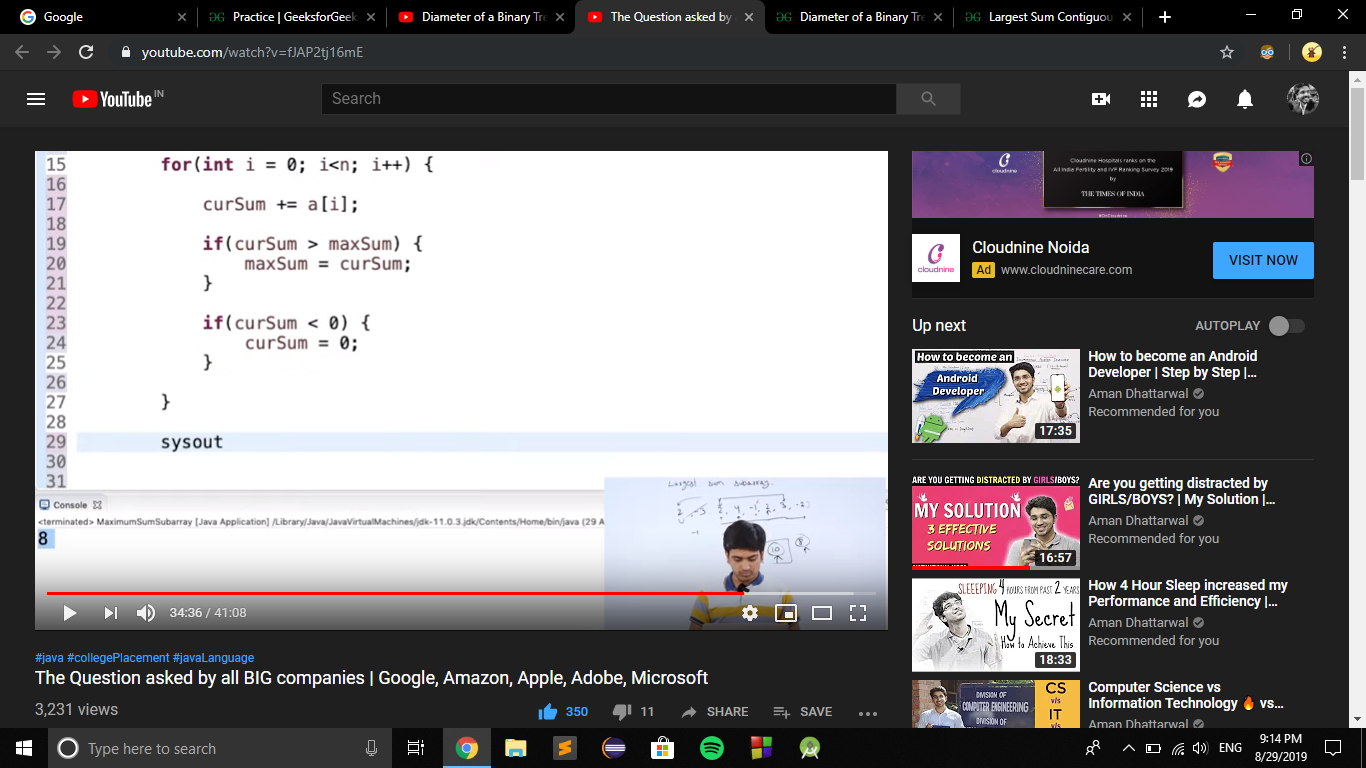 Google
Practice | GeeksforGeek
Diameter of a Binary Tre
The Question asked by
Diameter of a Binary Tre
Largest Sum Contiguou
youtube.com/watch?v=fJAP2tj16mE
YouTube IN
Search
15 for(int i = 0; i<n; i++) {
16
17 curSum += a[i];
18
19 if(curSum > maxSum) {
20 maxSum = curSum;
21 }
22
23 if(curSum < 0) {
24 curSum = 0;
25 }
26
27 }
28
29 sysout
30
31
Console
<terminated> MaximumSumSubarray [Java Application] /Library/Java/JavaVirtualMachines/jdk-11.0.3.jdk/Contents/Home/bin/java (29 A
8
Largest sum subarray.
10
8
34:36 / 41:08
#java #collegePlacement #javaLanguage
The Question asked by all BIG companies | Google, Amazon, Apple, Adobe, Microsoft
3,231 views
350
11
SHARE
SAVE
cloudnine
Cloudnine Hospitals ranks on the
All India Fertility and IVF Ranking Survey 2019
by
THE TIMES OF INDIA
cloudnine
Cloudnine Noida
Ad www.cloudninecare.com
VISIT NOW
Up next
AUTOPLAY
How to become an
Android
Developer
17:35
How to become an Android
Developer | Step by Step |...
Aman Dhattarwal
Recommended for you
ARE YOU GETTING DISTRACTED BY GIRLS/BOYS?
MY SOLUTION
3 EFFECTIVE
SOLUTIONS
16:57
Are you getting distracted by
GIRLS/BOYS? | My Solution |...
Aman Dhattarwal
Recommended for you
SLEEEPING 4 HOURS FROM PAST 2 YEARS
My Secret
How to Achieve This
18:33
How 4 Hour Sleep increased my
Performance and Efficiency |...
Aman Dhattarwal
Recommended for you
DIVISION OF
COMPUTER ENGINEERING
DIVISION OF
CS
v/s
IT
Computer Science vs
Information Technology 🔥 vs...
Aman Dhattarwal
Type here to search
ENG
9:14 PM
8/29/2019